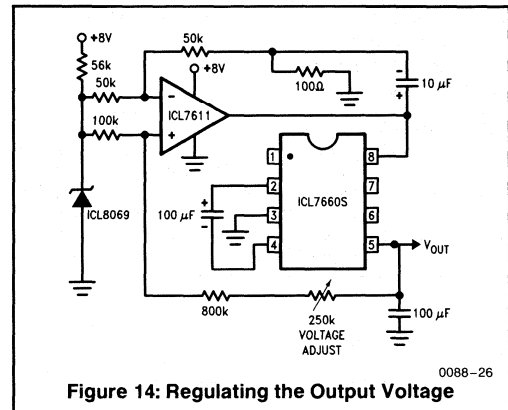 +8V
50k
56k
+8V
50k
100Ω
10 µF
ICL7611
100k
1
8
2
7
ICL7660S
ICL8069
100 µF
3
6
4
5
VOUT
800k
250k
VOLTAGE
ADJUST
100 µF
0088-26
Figure 14: Regulating the Output Voltage